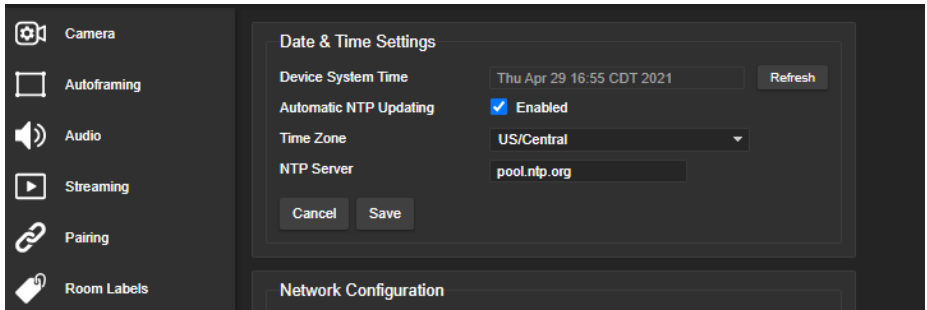 Camera
Autoframing
Audio
Streaming
Pairing
Room Labels
Date & Time Settings
Device System Time Thu Apr 29 16:55 CDT 2021 Refresh
Automatic NTP Updating Enabled
Time Zone US/Central
NTP Server pool.ntp.org
Cancel Save
Network Configuration